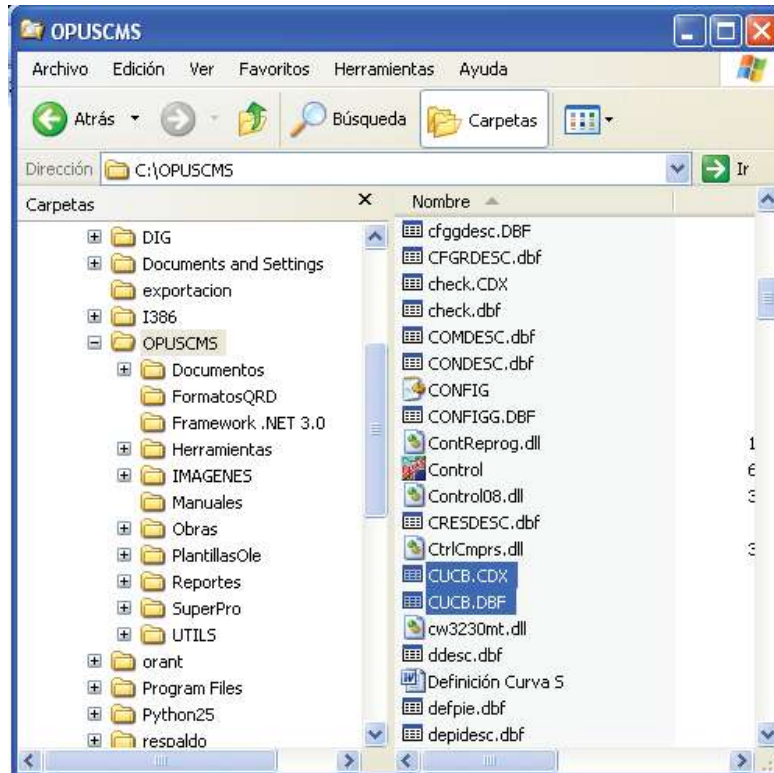 OPUSCMS
Archivo Edición Ver Favoritos Herramientas Ayuda
Atrás Búsqueda Carpetas
Dirección C:\OPUSCMS Ir
Carpetas
DIG
Documents and Settings
exportacion
I386
OPUSCMS
Documentos
FormatosQRD
Framework .NET 3.0
Herramientas
IMAGENES
Manuales
Obras
PlantillasOle
Reportes
SuperPro
UTILS
orant
Program Files
Python25
respaldo
Nombre
cfggdesc.DBF
CFGRDESC.dbf
check.CDX
check.dbf
COMDESC.dbf
CONDESC.dbf
CONFIG
CONFIGG.DBF
ContReprog.dll 1
Control
Control08.dll
CRESDESC.dbf
CtrlCmprs.dll
CUCB.CDX
CUCB.DBF
cw3230mt.dll
ddesc.dbf
Definición Curva S
defpie.dbf
depidesc.dbf